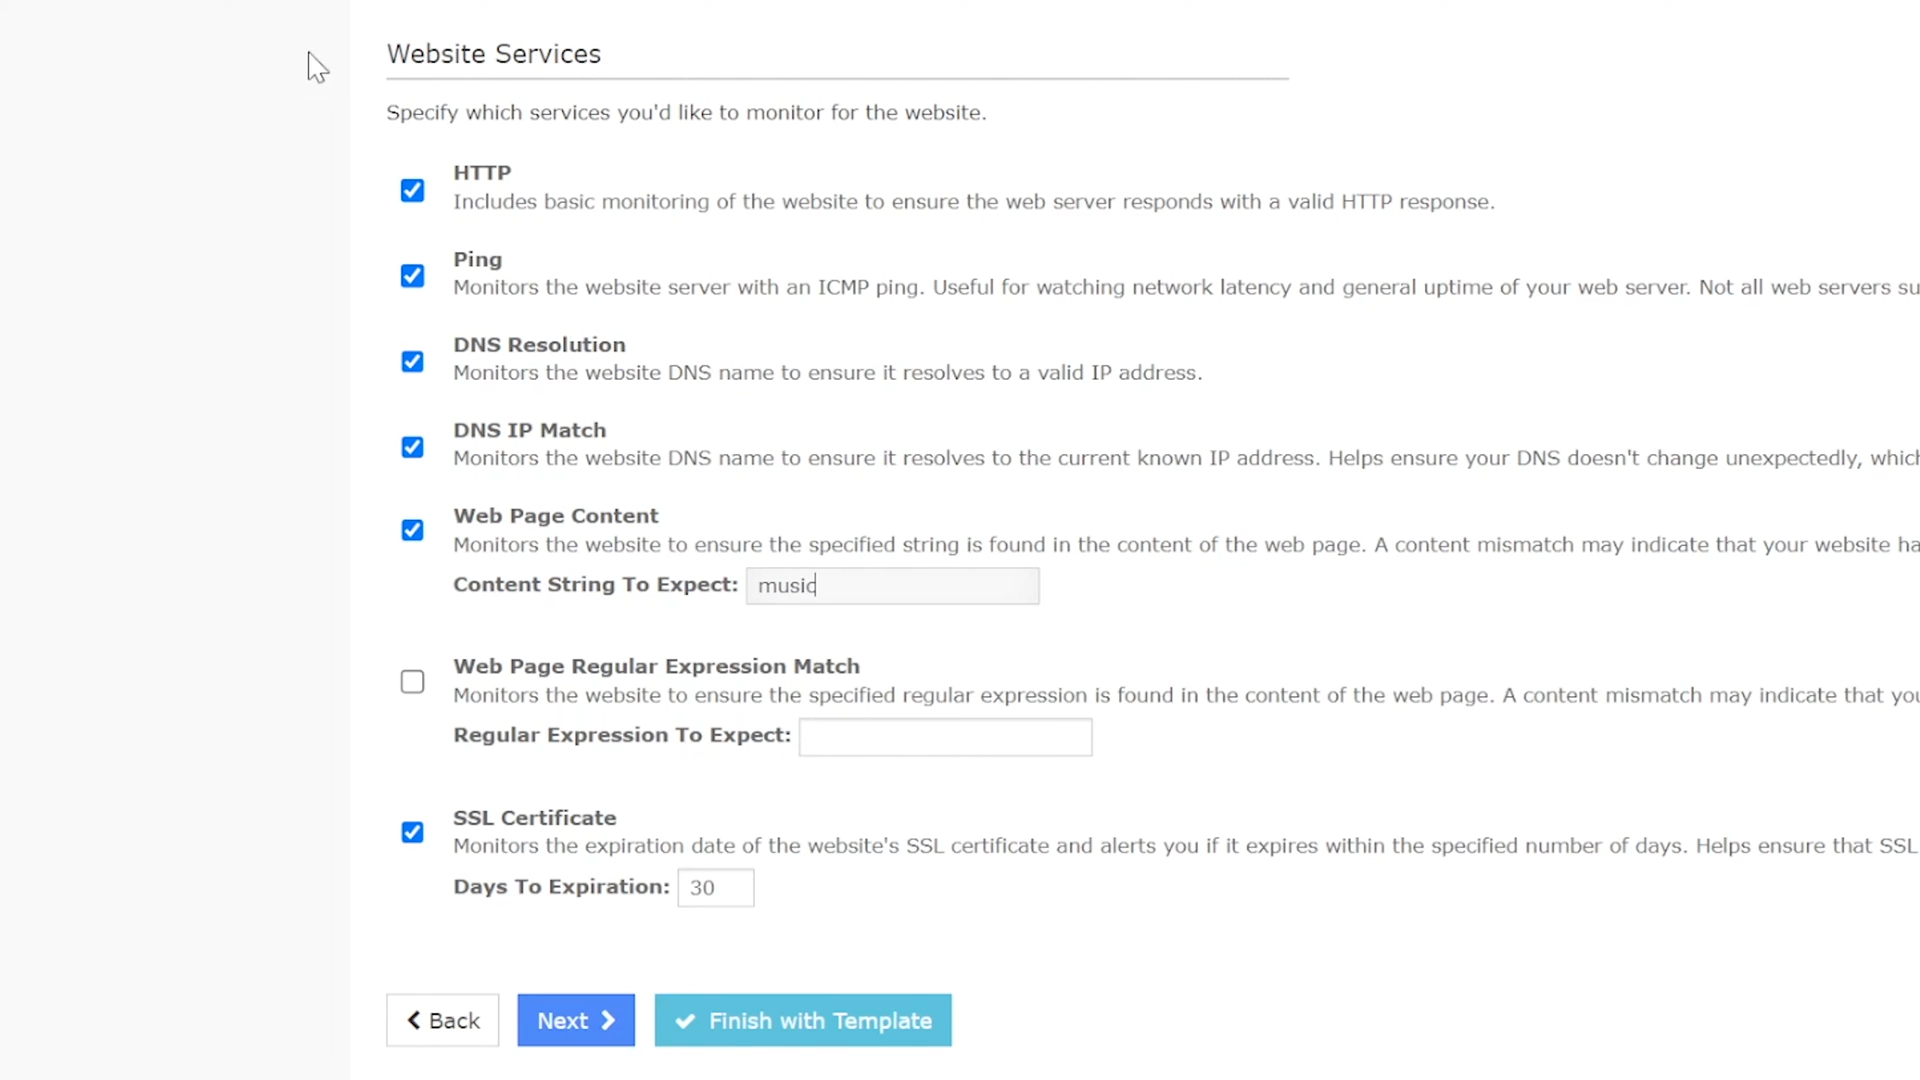 Website Services
Specify which services you'd like to monitor for the website.
HTTP
Includes basic monitoring of the website to ensure the web server responds with a valid HTTP response.
Ping
Monitors the website server with an ICMP ping. Useful for watching network latency and general uptime of your web server. Not all web servers su
DNS Resolution
Monitors the website DNS name to ensure it resolves to a valid IP address.
DNS IP Match
Monitors the website DNS name to ensure it resolves to the current known IP address. Helps ensure your DNS doesn't change unexpectedly, which
Web Page Content
Monitors the website to ensure the specified string is found in the content of the web page. A content mismatch may indicate that your website ha
Content String To Expect: music
Web Page Regular Expression Match
Monitors the website to ensure the specified regular expression is found in the content of the web page. A content mismatch may indicate that you
Regular Expression To Expect:
SSL Certificate
Monitors the expiration date of the website's SSL certificate and alerts you if it expires within the specified number of days. Helps ensure that SSL
Days To Expiration: 30
Back Next Finish with Template